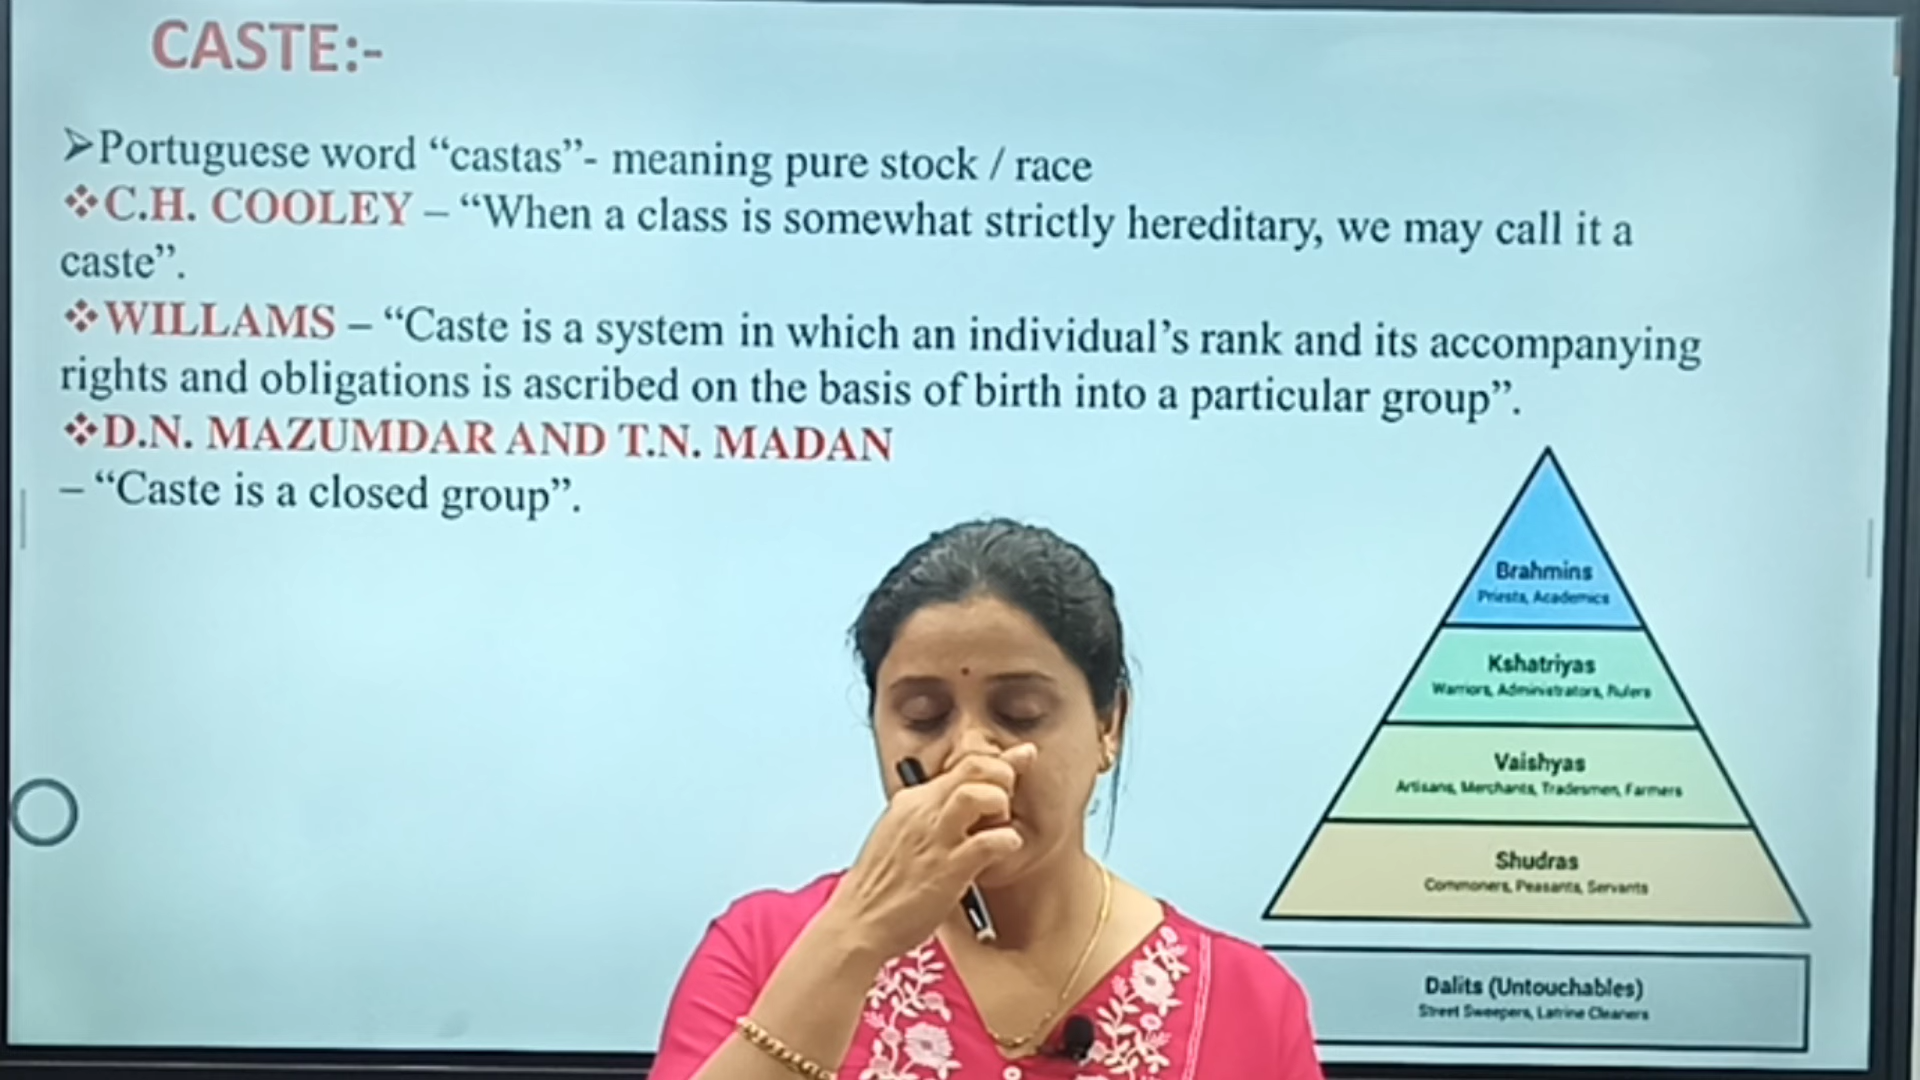 CASTE:-
➢Portuguese word “castas”- meaning pure stock / race
❖C.H. COOLEY – “When a class is somewhat strictly hereditary, we may call it a
caste”.
❖WILLAMS – “Caste is a system in which an individual’s rank and its accompanying
rights and obligations is ascribed on the basis of birth into a particular group”.
❖D.N. MAZUMDAR AND T.N. MADAN
– “Caste is a closed group”.
Brahmins
Priests, Academics
Kshatriyas
Warriors, Administrators, Rulers
Vaishyas
Artisans, Merchants, Tradesmen, Farmers
Shudras
Commoners, Peasants, Servants
Dalits (Untouchables)
Street Sweepers, Latrine Cleaners